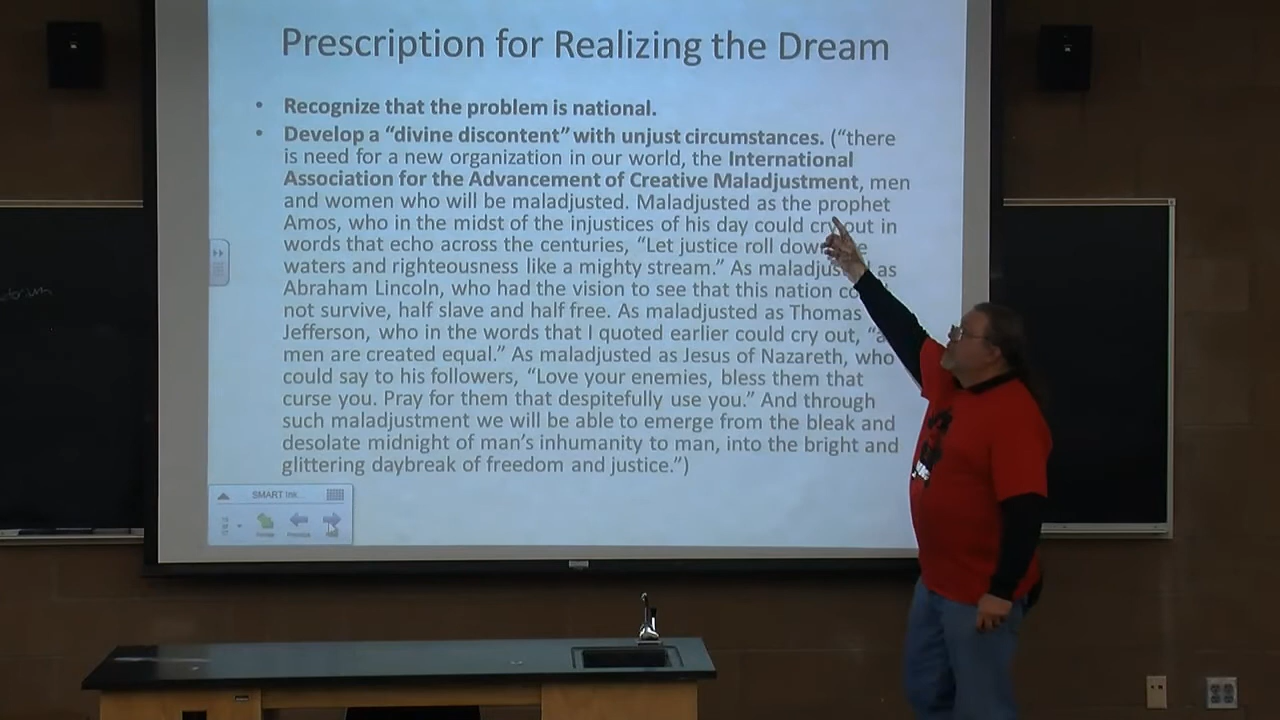 Prescription for Realizing the Dream
• Recognize that the problem is national.
• Develop a “divine discontent” with unjust circumstances. (“there
is need for a new organization in our world, the International
Association for the Advancement of Creative Maladjustment, men
and women who will be maladjusted. Maladjusted as the prophet
Amos, who in the midst of the injustices of his day could cry out in
words that echo across the centuries, “Let justice roll down
waters and righteousness like a mighty stream.” As maladjusted as
Abraham Lincoln, who had the vision to see that this nation
not survive, half slave and half free. As maladjusted as Thomas
Jefferson, who in the words that I quoted earlier could cry out,
men are created equal.” As maladjusted as Jesus of Nazareth, who
could say to his followers, “Love your enemies, bless them that
curse you. Pray for them that despitefully use you.” And through
such maladjustment we will be able to emerge from the bleak and
desolate midnight of man’s inhumanity to man, into the bright and
glittering daybreak of freedom and justice.”)
SMART Ink
Previous